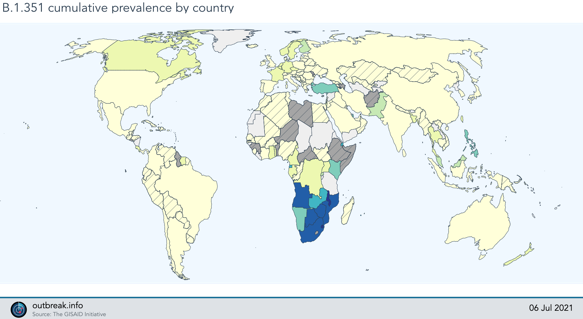 B.1.351 cumulative prevalence by country
outbreak.info
Source: The GISAID Initiative
06 Jul 2021